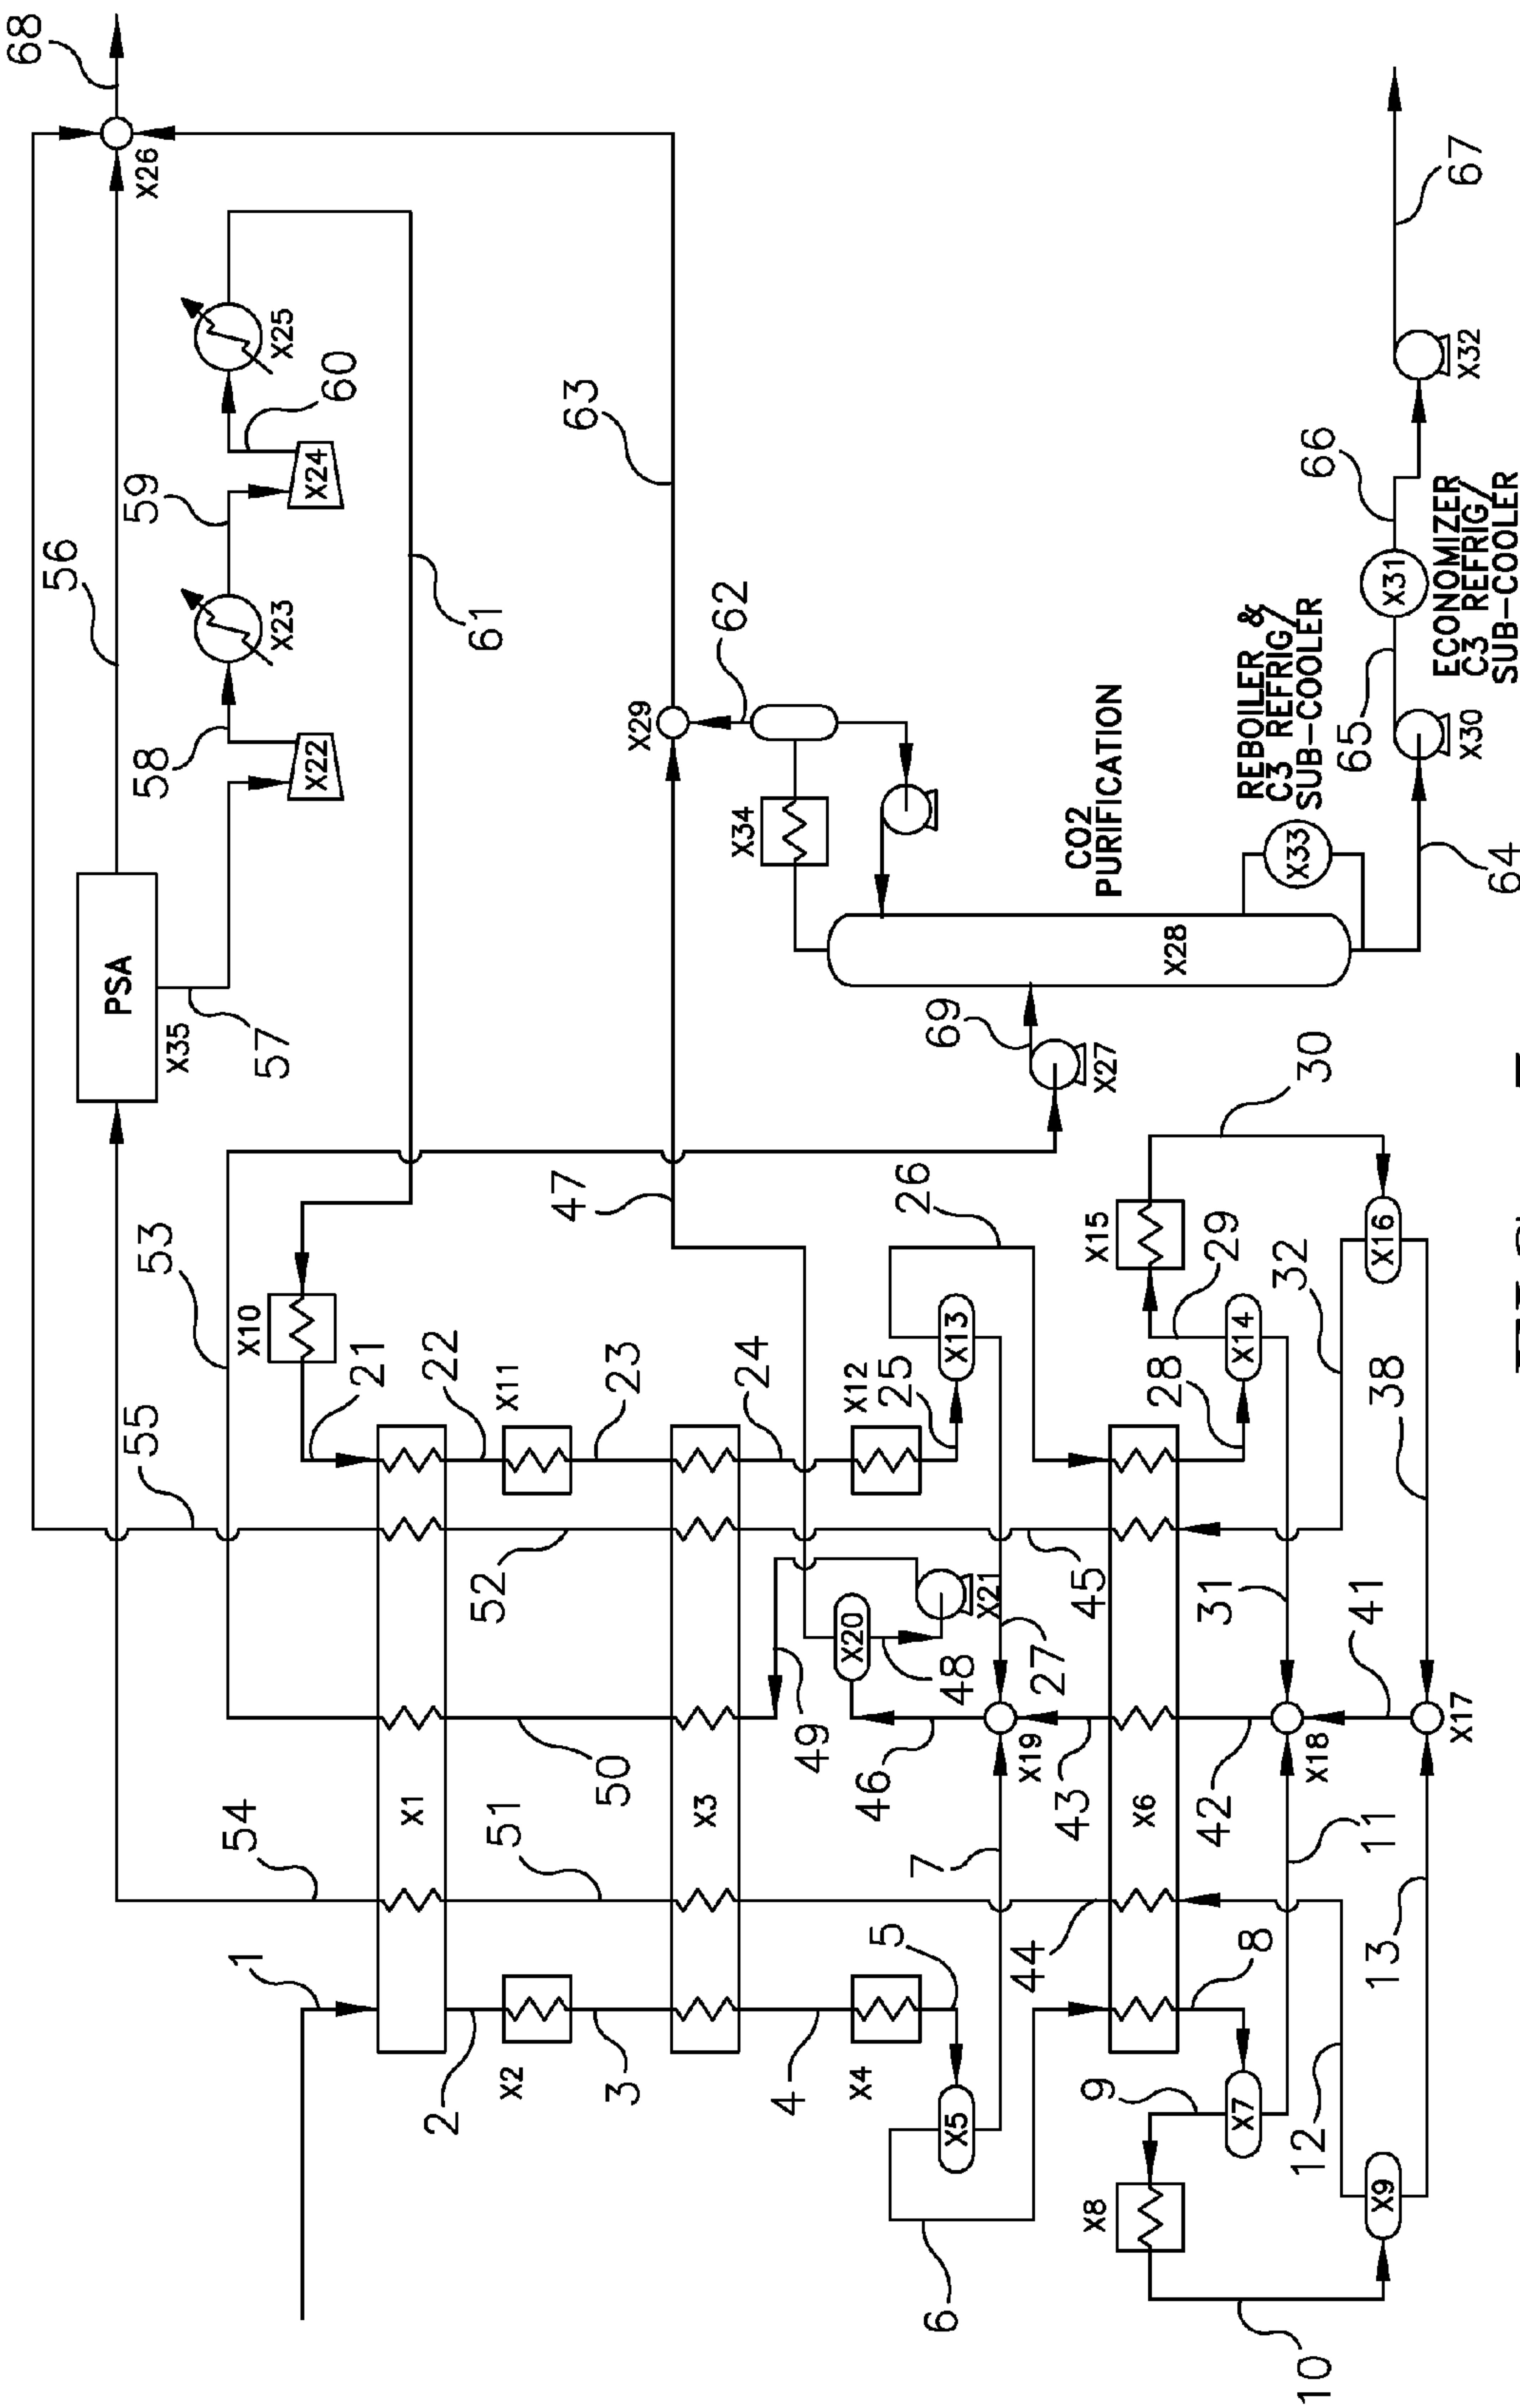 68
X26
56
PSA
X35
57
58
X22
X23
59
X24
60
X25
61
63
X29
62
X34
CO2
PURIFICATION
X28
REBOILER &
C3 REFRIG/
SUB-COOLER
X33
64
X30
65
X31
66
ECONOMIZER
C3 REFRIG/
SUB-COOLER
X32
67
69
X27
53
55
54
47
X10
21
22
X11
23
24
X12
25
X13
26
1
X1
2
X2
3
X3
4
X4
5
X5
6
7
50
51
52
49
X20
48
X21
46
X19
27
43
44
45
X6
8
X7
9
X8
10
X9
11
12
13
42
X18
41
X17
31
38
32
28
X14
29
X15
30
X16